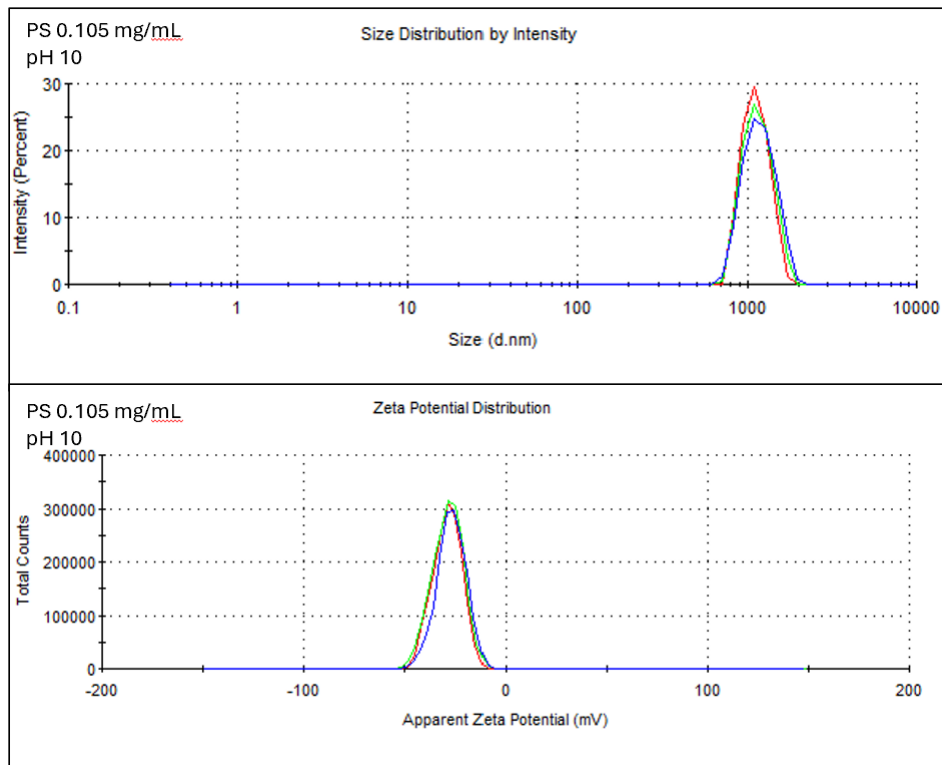 PS 0.105 mg/mL
pH 10
Size Distribution by Intensity
Intensity (Percent)
30
20
10
0
0.1 1 10 100 1000 10000
Size (d.nm)
PS 0.105 mg/mL
pH 10
Zeta Potential Distribution
Total Counts
400000
300000
200000
100000
0
-200 -100 0 100 200
Apparent Zeta Potential (mV)